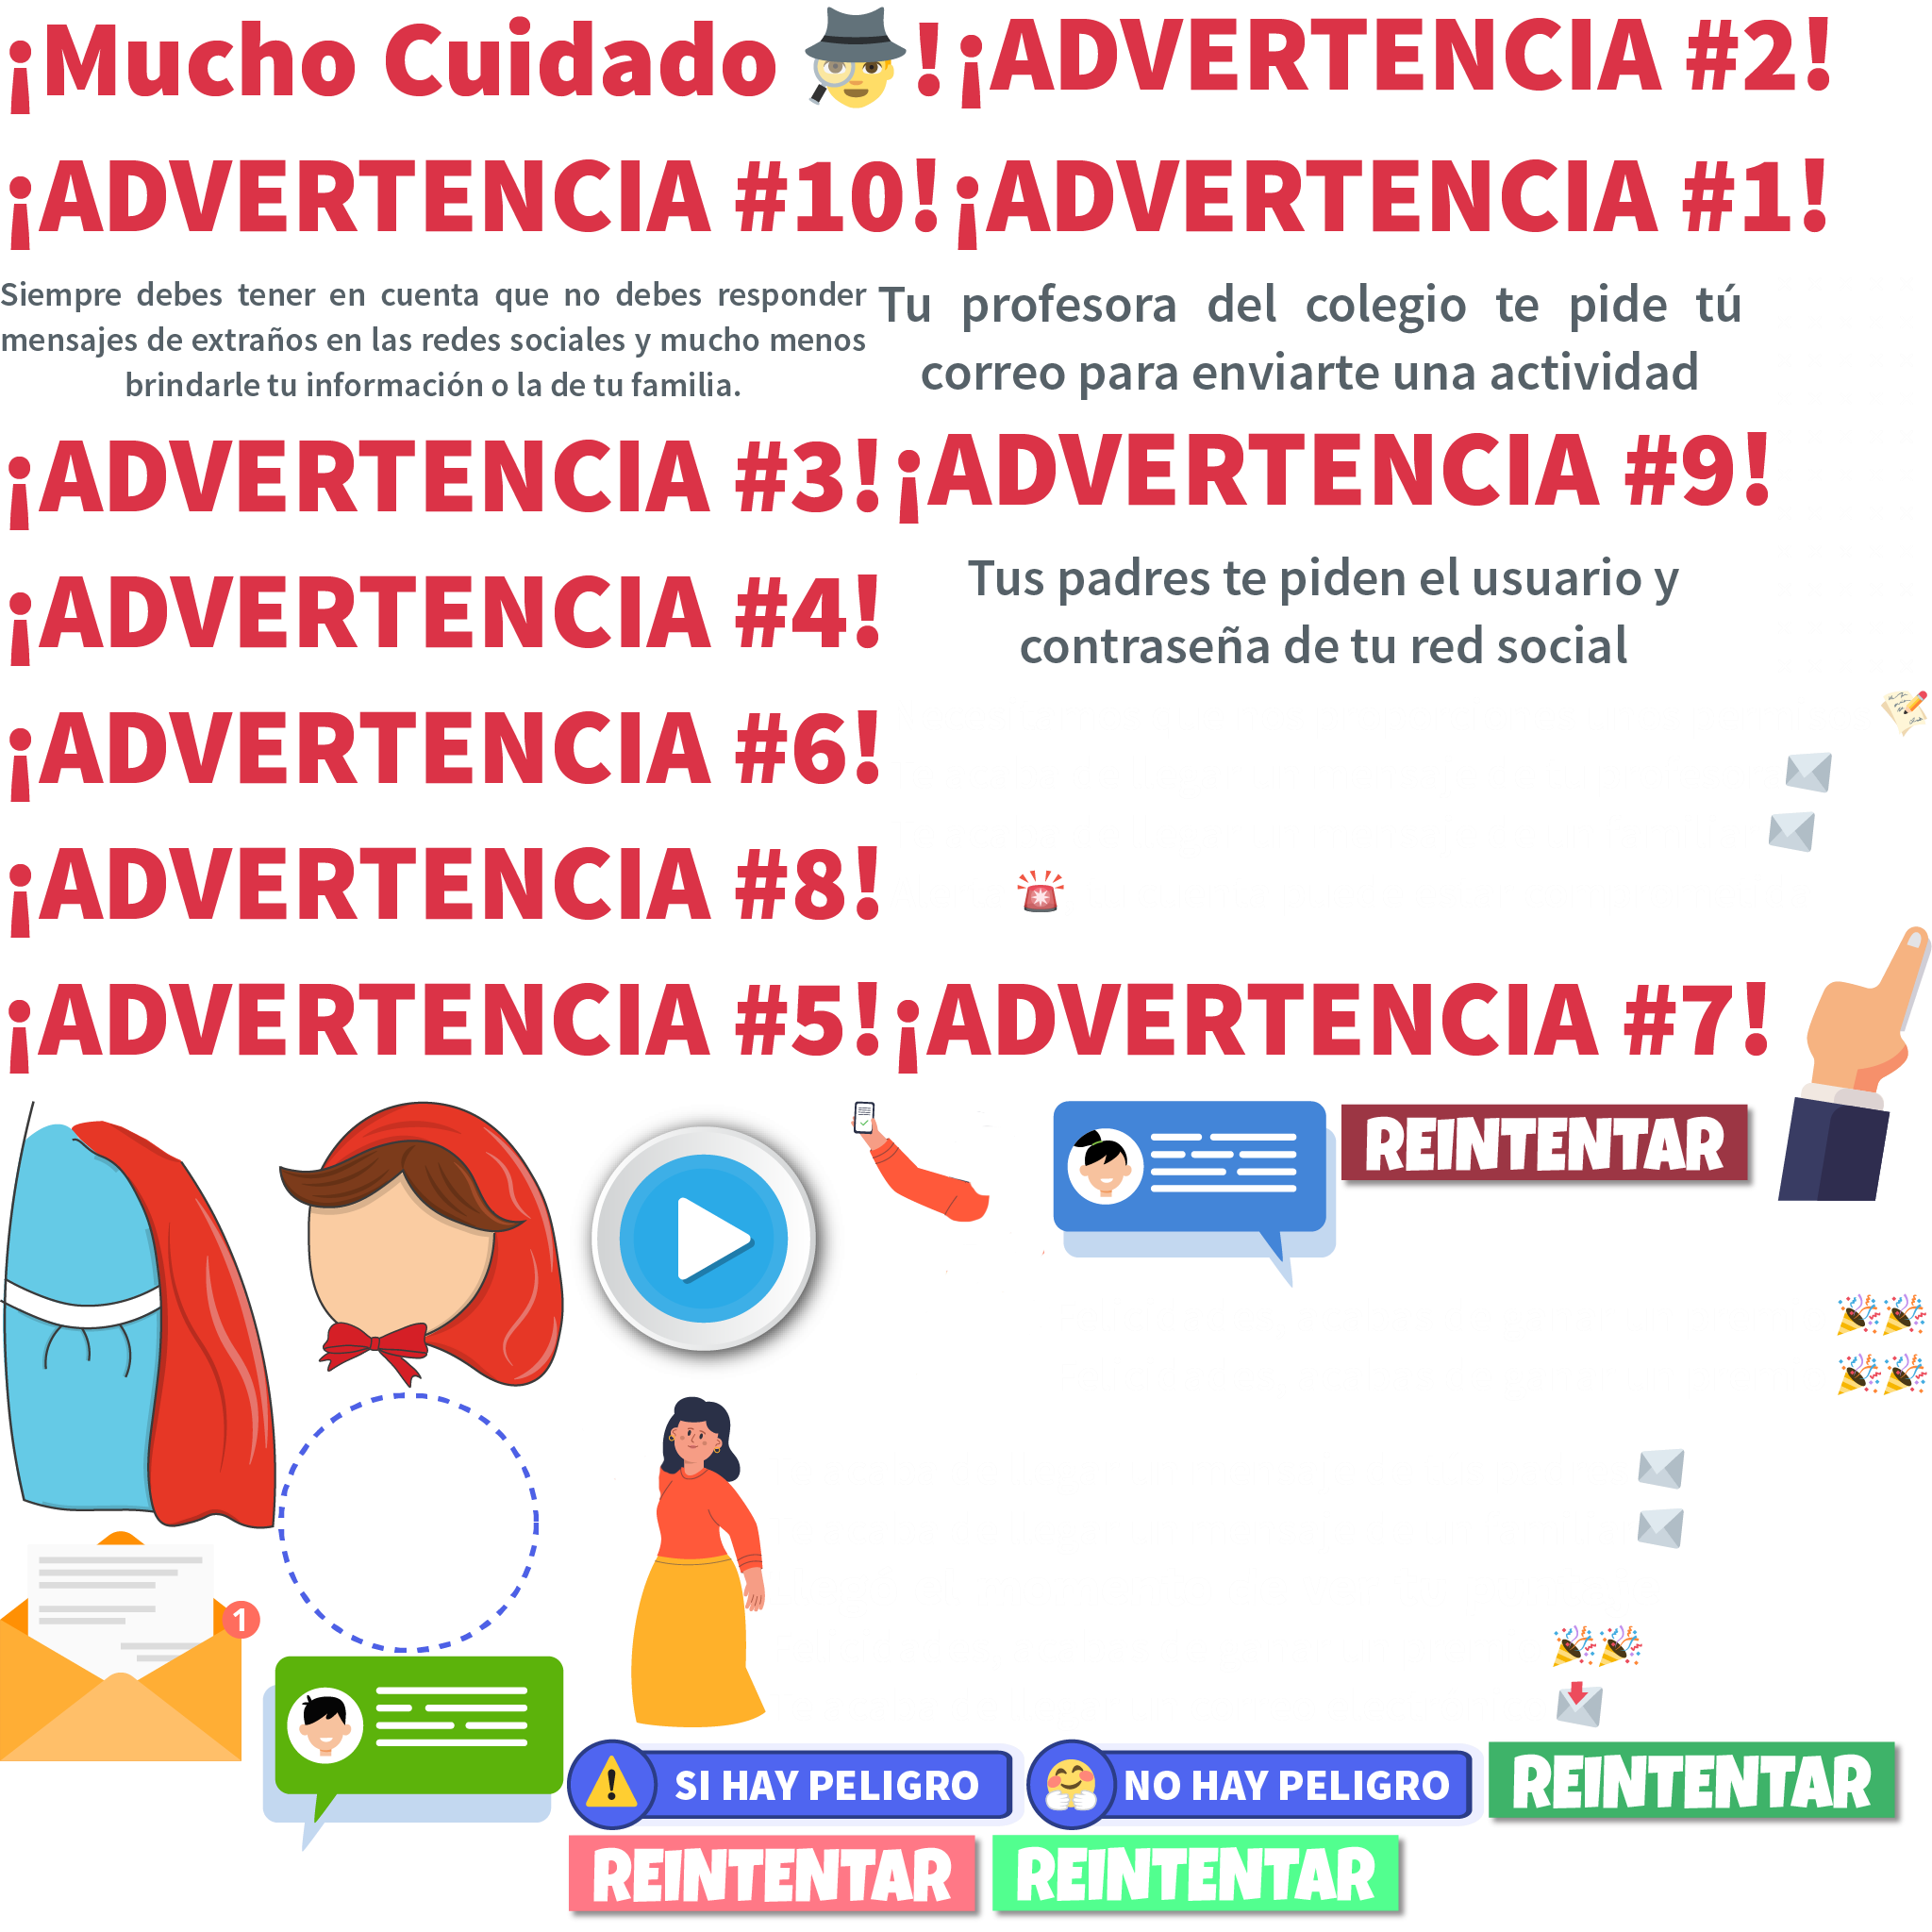 ¡Mucho Cuidado !
¡ADVERTENCIA #2!
¡ADVERTENCIA #10!
¡ADVERTENCIA #1!
Siempre debes tener en cuenta que no debes responder
mensajes de extraños en las redes sociales y mucho menos
brindarle tu información o la de tu familia.
Tu profesora del colegio te pide tú
correo para enviarte una actividad
¡ADVERTENCIA #3!
¡ADVERTENCIA #9!
¡ADVERTENCIA #4!
Tus padres te piden el usuario y
contraseña de tu red social
¡ADVERTENCIA #6!
¡ADVERTENCIA #8!
¡ADVERTENCIA #5!
¡ADVERTENCIA #7!
REINTENTAR
1
SI HAY PELIGRO
NO HAY PELIGRO
REINTENTAR
REINTENTAR
REINTENTAR